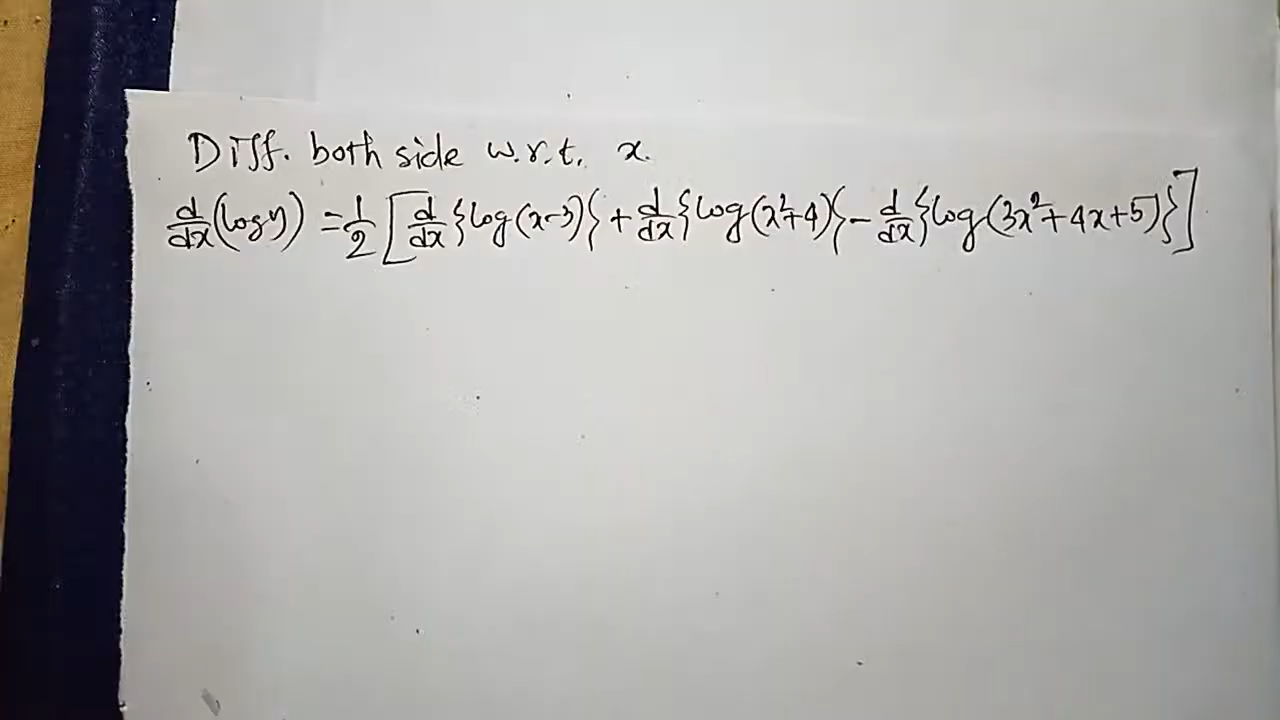 Diff. both side w.r.t. x.
d/dx(log y) = 1/2 [d/dx{log(x-3)} + d/dx{log(x²+4)} - d/dx{log(3x²+4x+5)}]